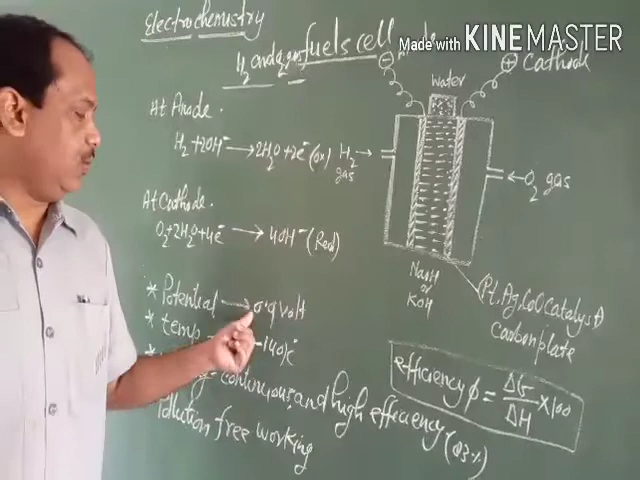 Electrochemistry
H2 and O2 gas fuels cell
Made with KINEMASTER
Cathode
water
At Anode.
H2+2OH⁻ → 2H2O+2e⁻ (Ox)
H2 gas →
← O2 gas
At Cathode.
O2+2H2O+4e⁻ → 4OH⁻ (Red)
NaOH
or
KOH
(Pt, Ag, CoO Catalyst)
Carbon plate
* Potential → 0.9 volt
* temp – -140°C
* continuous and high efficiency (83%)
Pollution free working
efficiency ϕ = ΔG/ΔH × 100